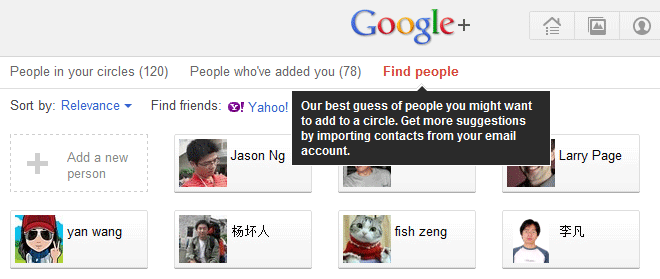 Google+
People in your circles (120) People who've added you (78) Find people
Sort by: Relevance Find friends: Y! Yahoo!
Our best guess of people you might want
to add to a circle. Get more suggestions
by importing contacts from your email
account.
Add a new
person
Jason Ng
Larry Page
yan wang
杨坏人
fish zeng
李凡